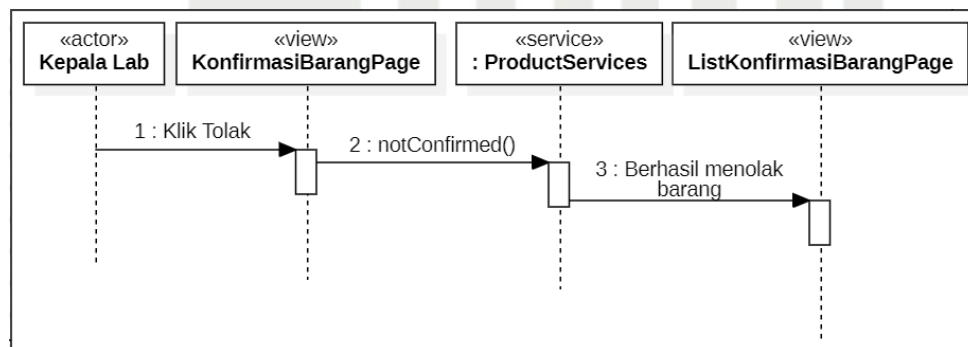 «actor»
Kepala Lab
«view»
KonfirmasiBarangPage
«service»
: ProductServices
«view»
ListKonfirmasiBarangPage
1 : Klik Tolak
2 : notConfirmed()
3 : Berhasil menolak
barang